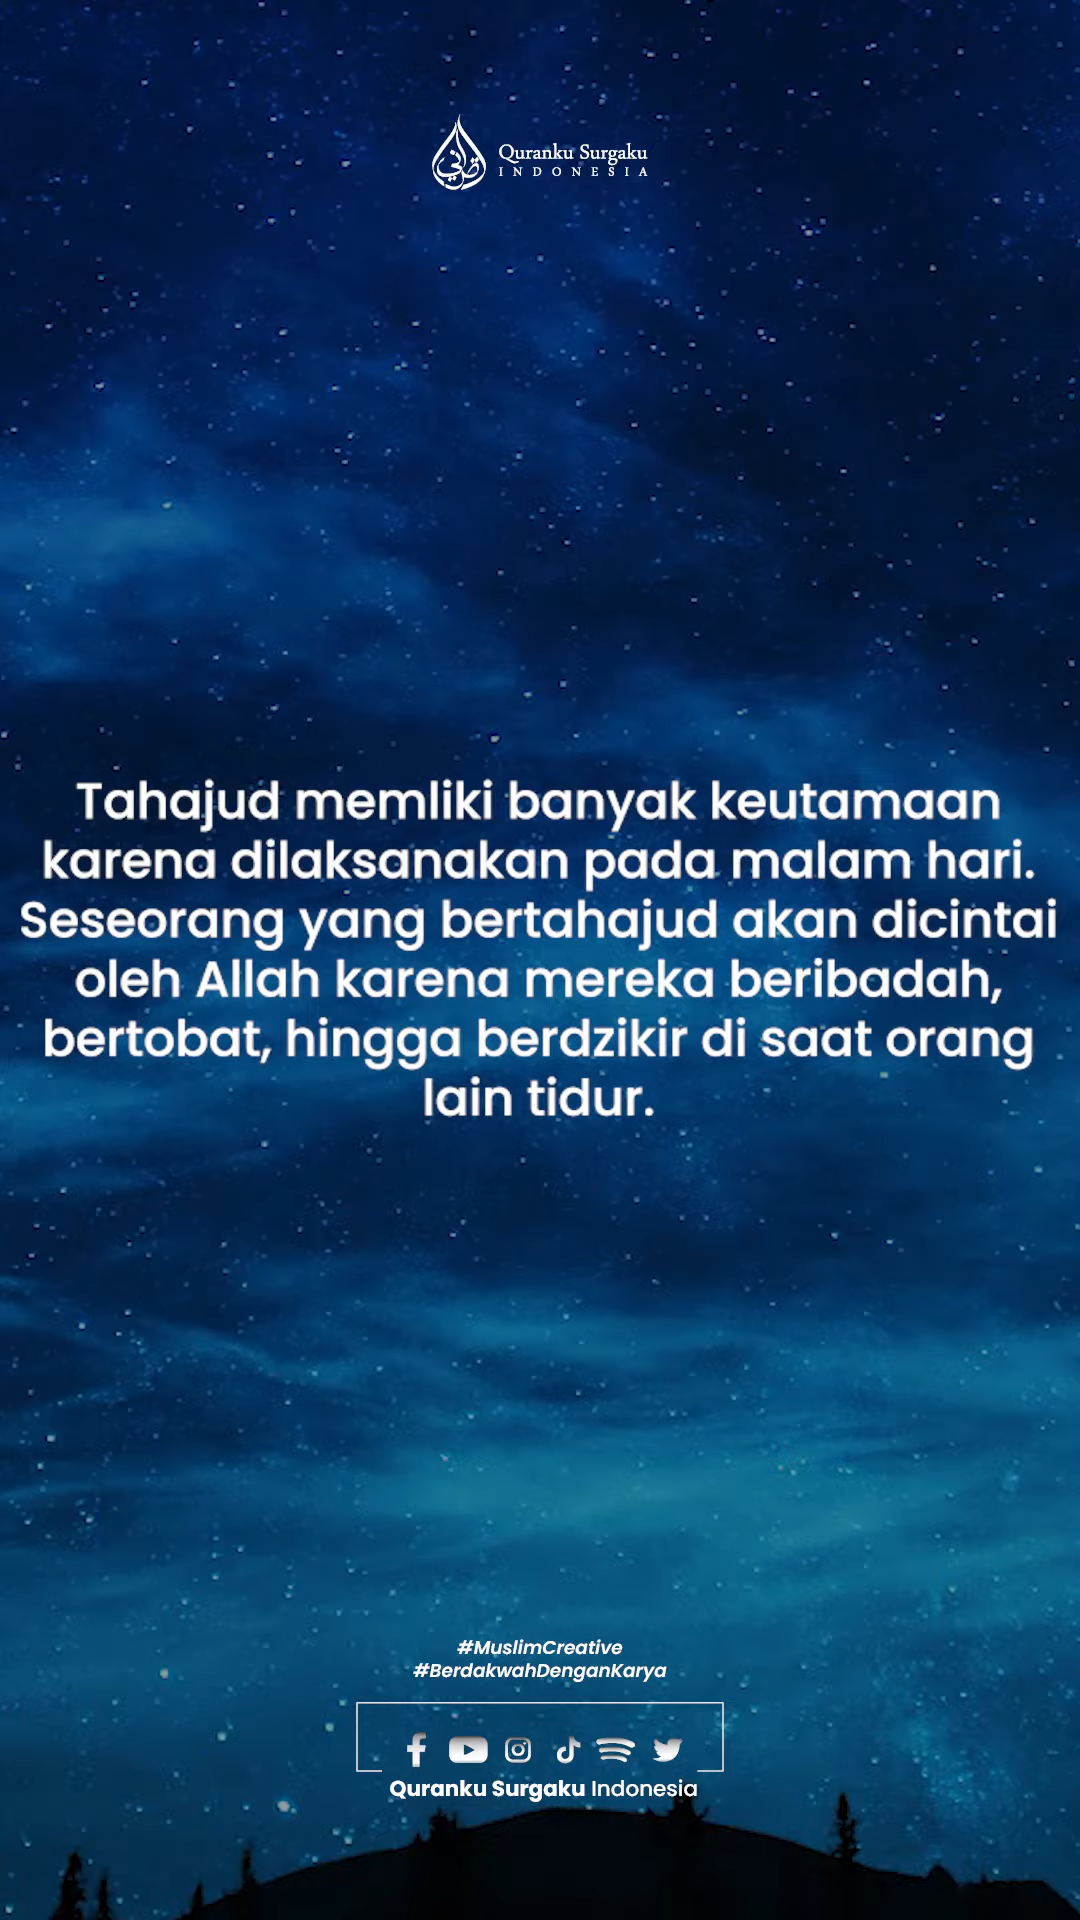 Quranku Surgaku
INDONESIA
Tahajud memliki banyak keutamaan
karena dilaksanakan pada malam hari.
Seseorang yang bertahajud akan dicintai
oleh Allah karena mereka beribadah,
bertobat, hingga berdzikir di saat orang
lain tidur.
#MuslimCreative
#BerdakwahDenganKarya
Quranku Surgaku Indonesia